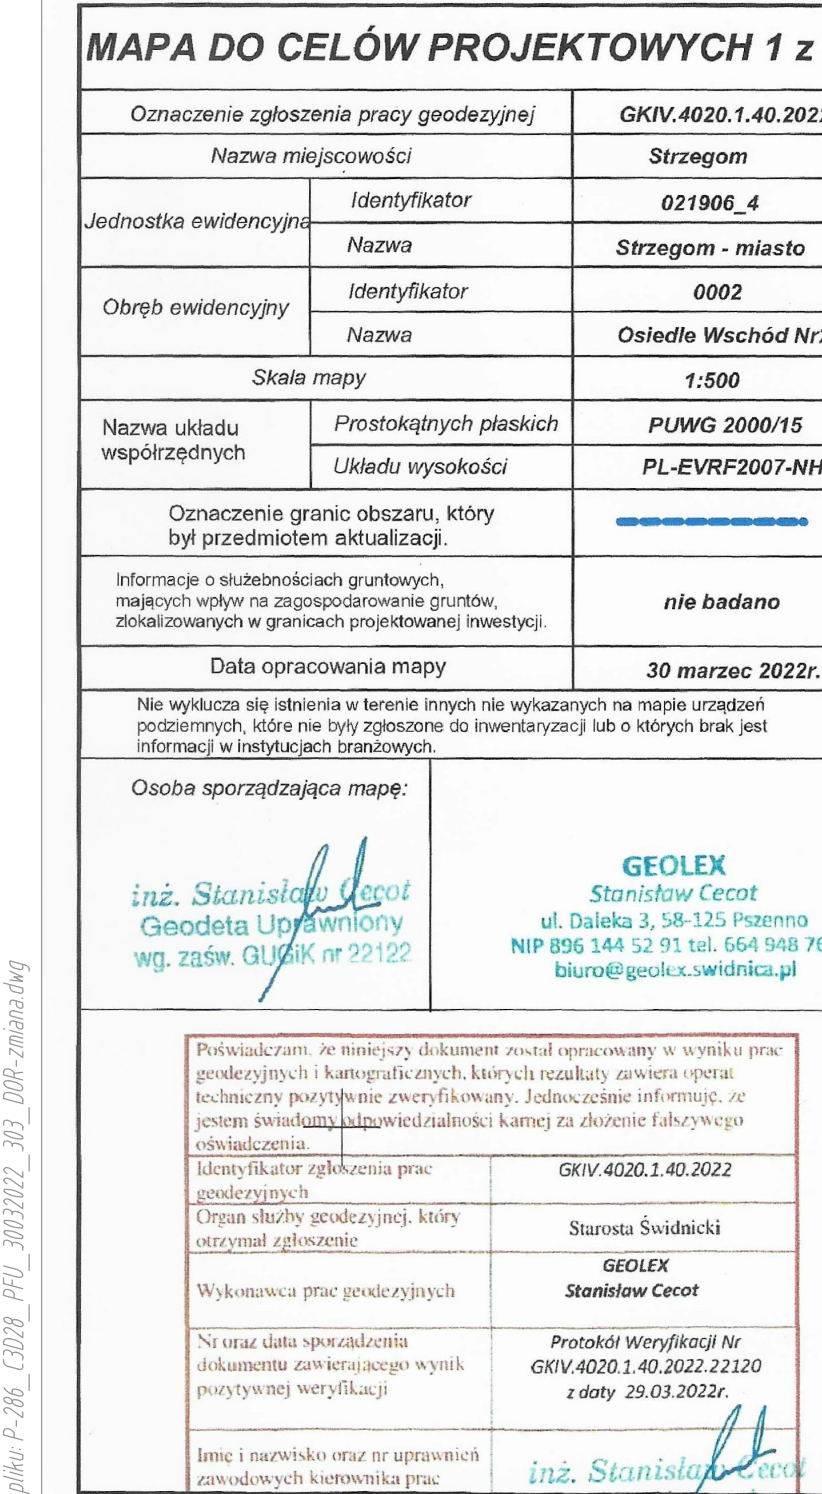 MAPA DO CELÓW PROJEKTOWYCH 1 z
Oznaczenie zgłoszenia pracy geodezyjnej GKIV.4020.1.40.202
Nazwa miejscowości Strzegom
Jednostka ewidencyjna
Identyfikator 021906_4
Nazwa Strzegom - miasto
Obręb ewidencyjny
Identyfikator 0002
Nazwa Osiedle Wschód Nr
Skala mapy 1:500
Nazwa układu
współrzędnych
Prostokątnych płaskich PUWG 2000/15
Układu wysokości PL-EVRF2007-NH
Oznaczenie granic obszaru, który
był przedmiotem aktualizacji.
Informacje o służebnościach gruntowych,
mających wpływ na zagospodarowanie gruntów,
zlokalizowanych w granicach projektowanej inwestycji.
nie badano
Data opracowania mapy 30 marzec 2022r.
Nie wyklucza się istnienia w terenie innych nie wykazanych na mapie urządzeń
podziemnych, które nie były zgłoszone do inwentaryzacji lub o których brak jest
informacji w instytucjach branżowych.
Osoba sporządzająca mapę:
inż. Stanisław Cecot
Geodeta Uprawniony
wg. zaśw. GUGiK nr 22122
GEOLEX
Stanisław Cecot
ul. Daleka 3, 58-125 Pszenno
NIP 896 144 52 91 tel. 664 948 76
biuro@geolex.swidnica.pl
Poświadczam, że niniejszy dokument został opracowany w wyniku prac
geodezyjnych i kartograficznych, których rezultaty zawiera operat
techniczny pozytywnie zweryfikowany. Jednocześnie informuję, że
jestem świadomy odpowiedzialności karnej za złożenie fałszywego
oświadczenia.
Identyfikator zgłoszenia prac
geodezyjnych
GKIV.4020.1.40.2022
Organ służby geodezyjnej, który
otrzymał zgłoszenie
Starosta Świdnicki
Wykonawca prac geodezyjnych
GEOLEX
Stanisław Cecot
Nr oraz data sporządzenia
dokumentu zawierającego wynik
pozytywnej weryfikacji
Protokół Weryfikacji Nr
GKIV.4020.1.40.2022.22120
z daty 29.03.2022r.
Imię i nazwisko oraz nr uprawnień
zawodowych kierownika prac
inż. Stanisław Cecot
pliku: P-286_ C3D28_ PFU_ 30032022_ 303_ DOR-zmiana.dwg